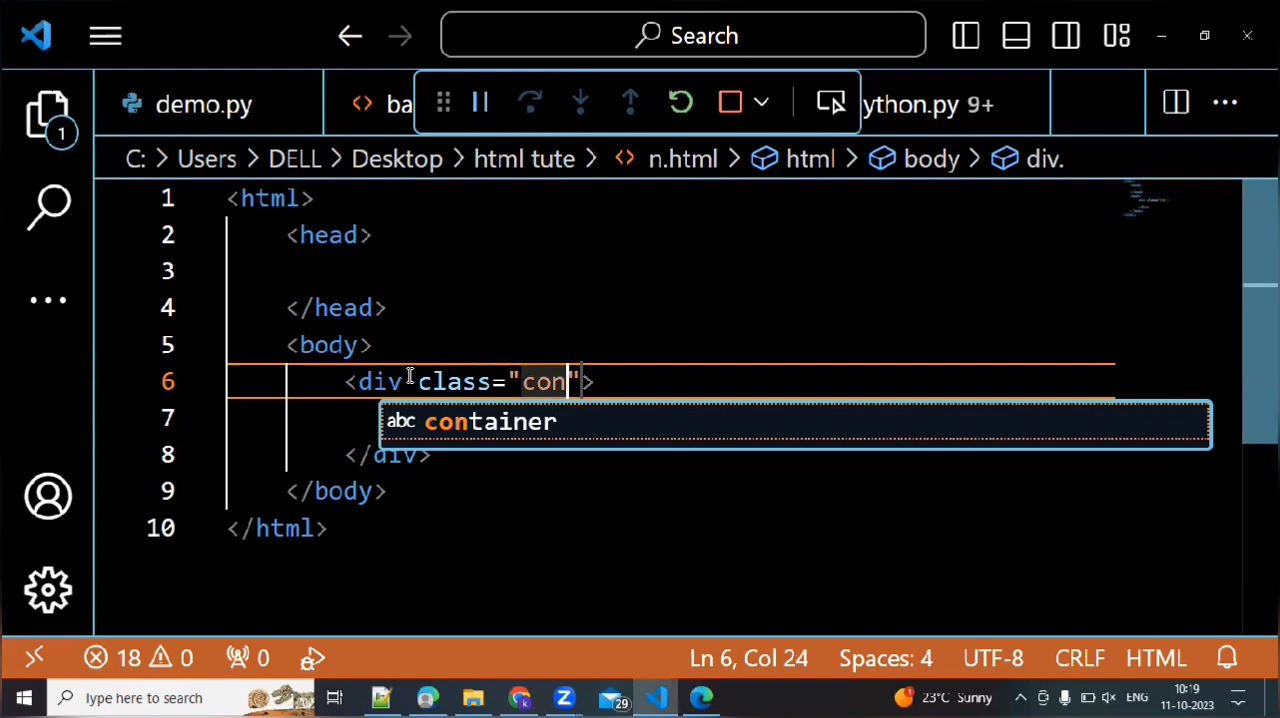 Search
demo.py
ba
ython.py 9+
C: > Users > DELL > Desktop > html tute > n.html > html > body > div.
1 <html>
2 <head>
3
4 </head>
5 <body>
6 <div class="con">
abc container
7
8 </div>
9 </body>
10 </html>
1
18 0 0 Ln 6, Col 24 Spaces: 4 UTF-8 CRLF HTML
Type here to search 29 23°C Sunny ENG 10:19
11-10-2023